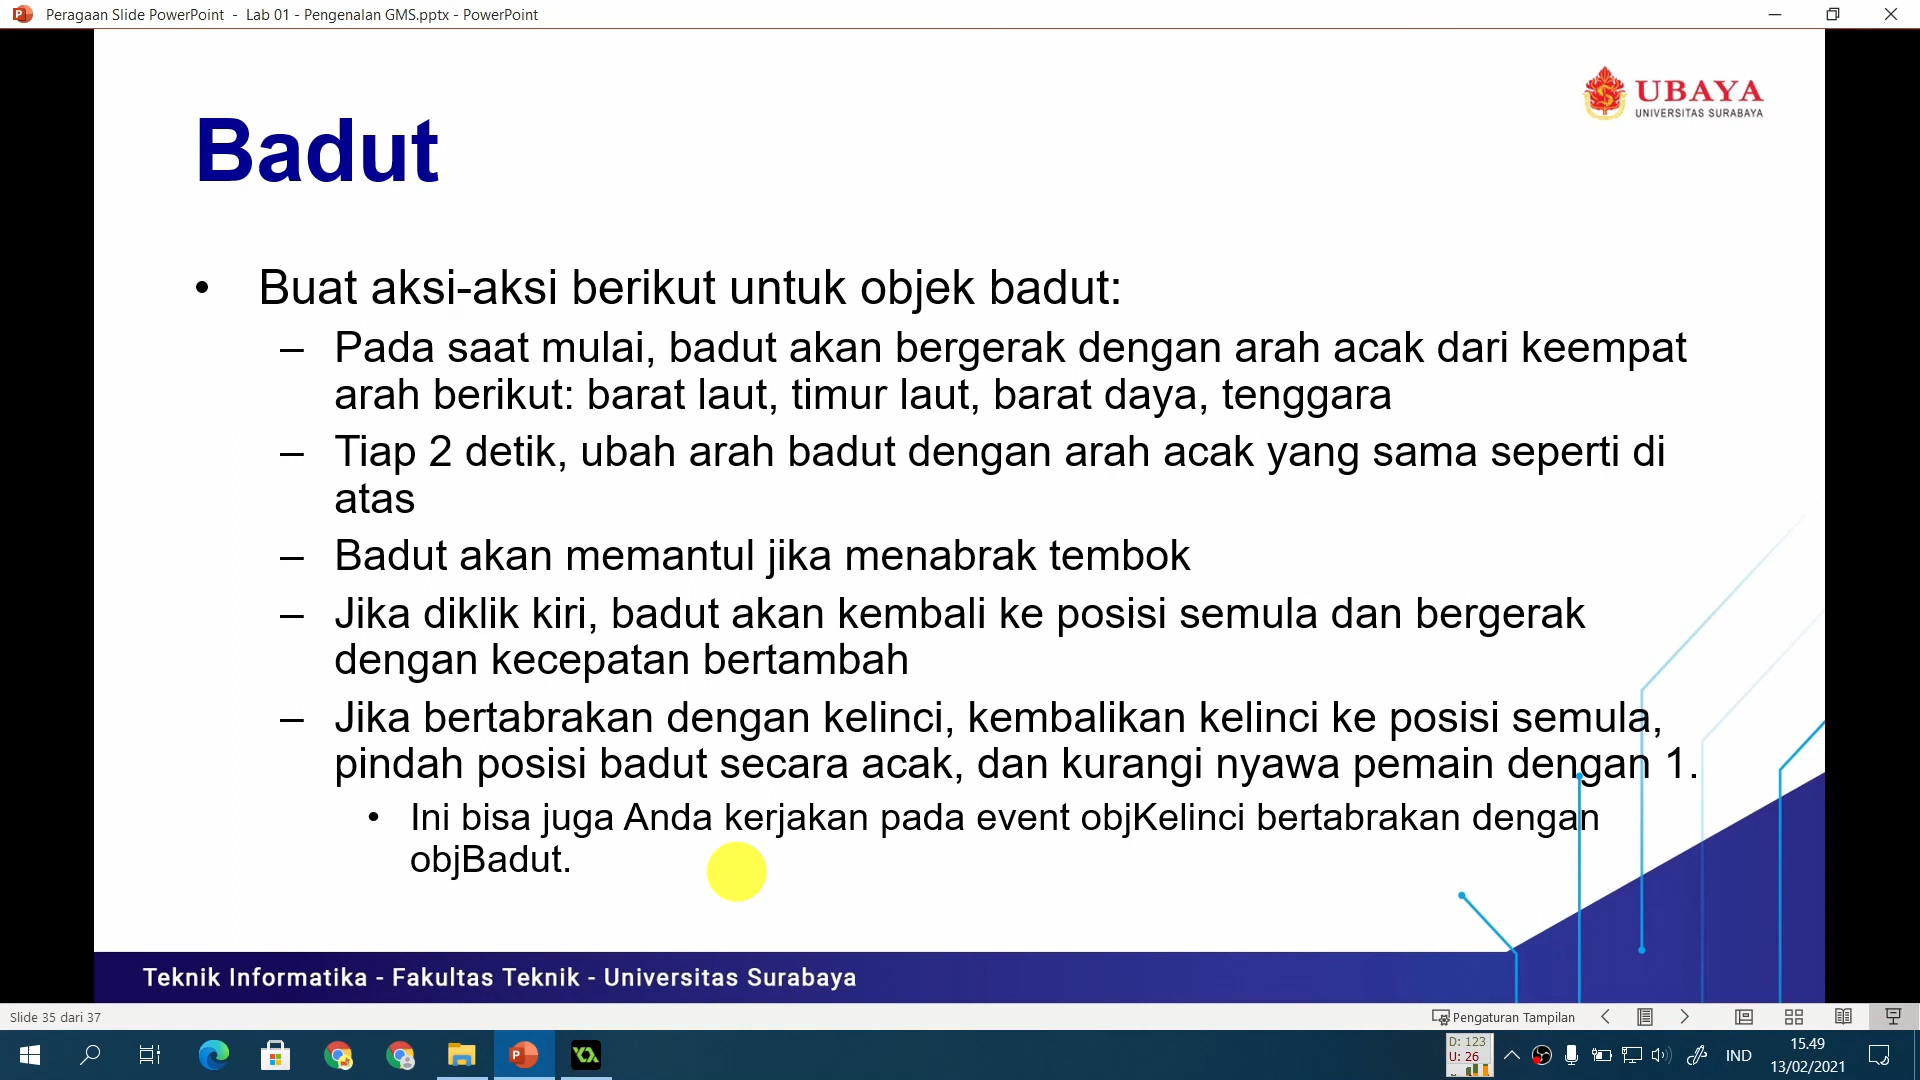 Peragaan Slide PowerPoint - Lab 01 - Pengenalan GMS.pptx - PowerPoint
UBAYA
UNIVERSITAS SURABAYA
Badut
• Buat aksi-aksi berikut untuk objek badut:
– Pada saat mulai, badut akan bergerak dengan arah acak dari keempat
arah berikut: barat laut, timur laut, barat daya, tenggara
– Tiap 2 detik, ubah arah badut dengan arah acak yang sama seperti di
atas
– Badut akan memantul jika menabrak tembok
– Jika diklik kiri, badut akan kembali ke posisi semula dan bergerak
dengan kecepatan bertambah
– Jika bertabrakan dengan kelinci, kembalikan kelinci ke posisi semula,
pindah posisi badut secara acak, dan kurangi nyawa pemain dengan 1.
• Ini bisa juga Anda kerjakan pada event objKelinci bertabrakan dengan
objBadut.
Teknik Informatika - Fakultas Teknik - Universitas Surabaya
Slide 35 dari 37
Pengaturan Tampilan
D: 123
U: 26
IND
15.49
13/02/2021